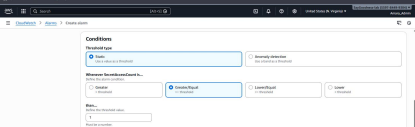 aws
Search
[Alt+S]
United States (N. Virginia)
CloudWatch > Alarms > Create alarm
Conditions
Threshold type
Static
Use a value as a threshold
Anomaly detection
Use a band as a threshold
Whenever SecretAccessCount is...
Define the alarm condition
Greater
> threshold
Greater/Equal
>= threshold
Lower/Equal
<= threshold
Lower
< threshold
than...
Define the threshold value
1
Must be a number